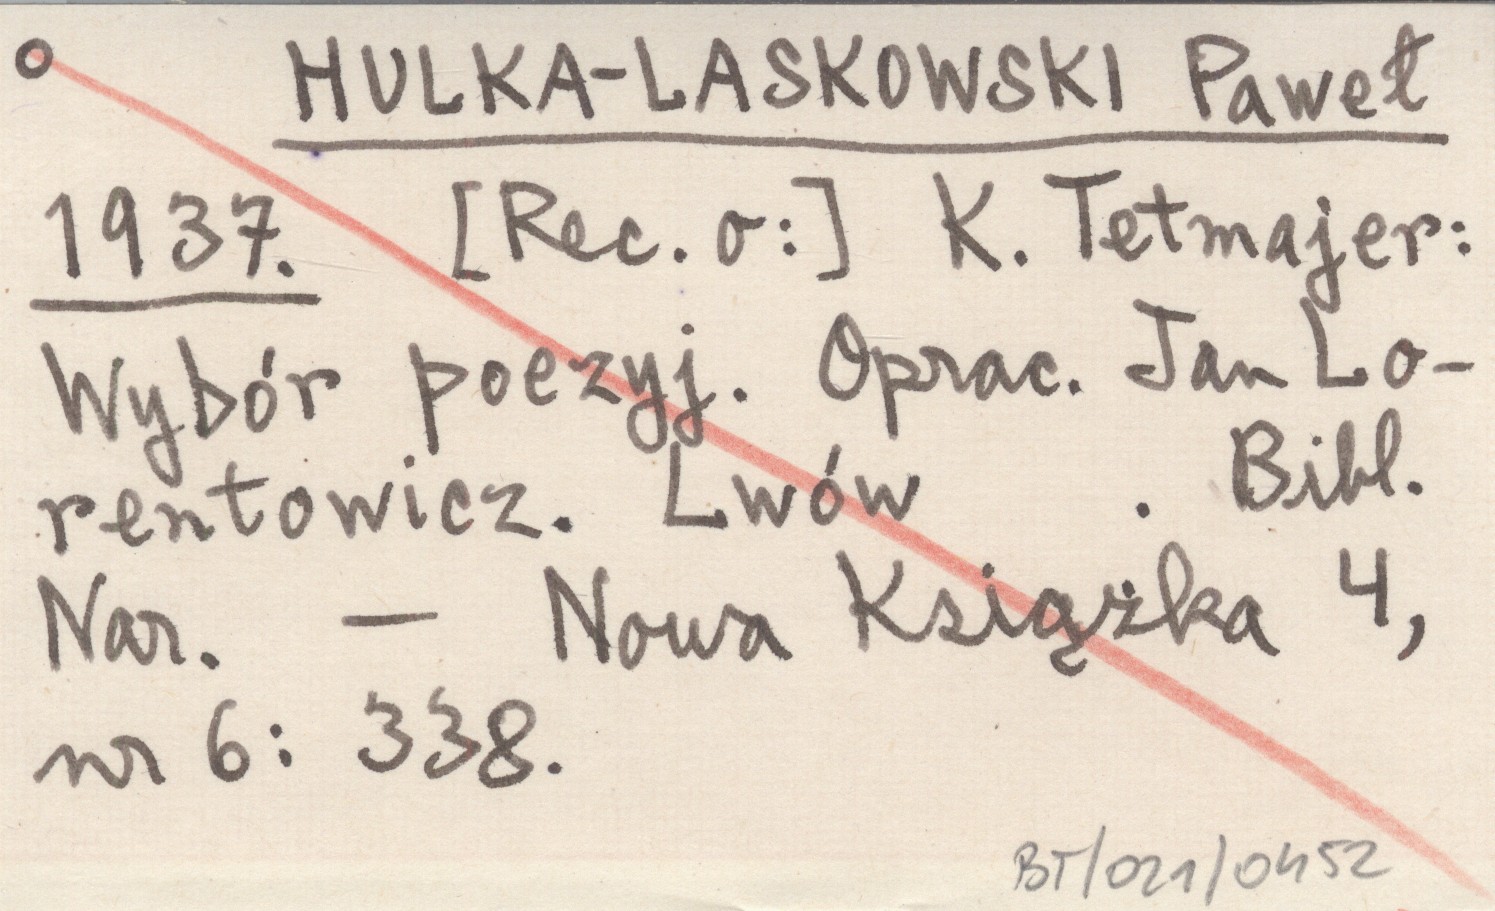 HULKA-LASKOWSKI Paweł
1937. [Rec. o:] K. Tetmajer:
Wybór poezyj. Oprac. Jan Lo-
rentowicz. Lwów . Bibl.
Nar. — Nowa Książka 4,
nr 6: 338.
BT/021/0452